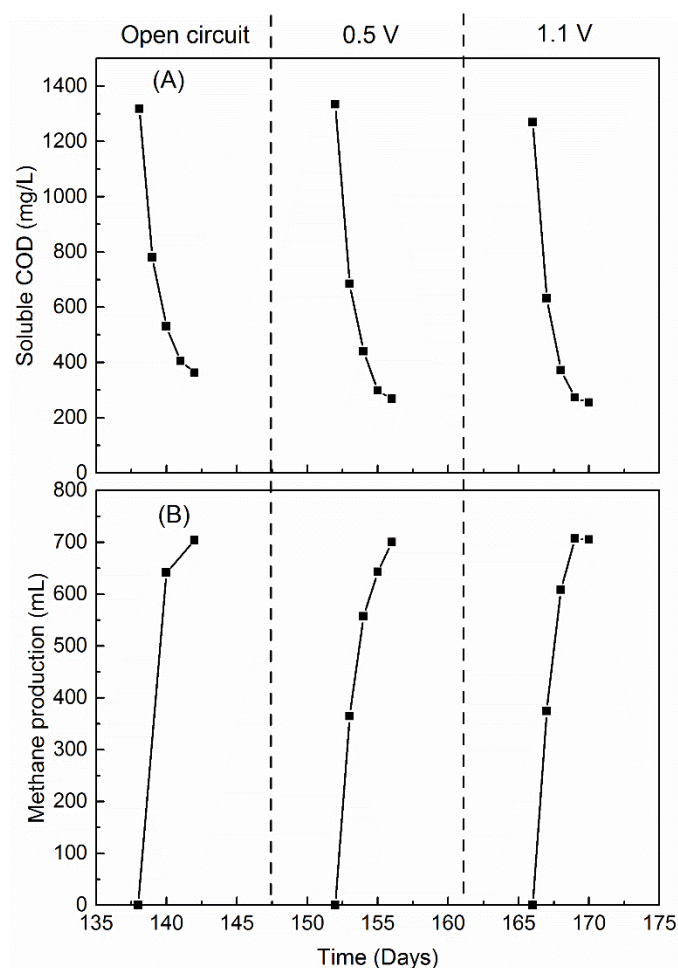 Open circuit 0.5 V 1.1 V
(A)
1400
1200
1000
800
600
400
200
0
Soluble COD (mg/L)
(B)
800
700
600
500
400
300
200
100
0
Methane production (mL)
135 140 145 150 155 160 165 170 175
Time (Days)